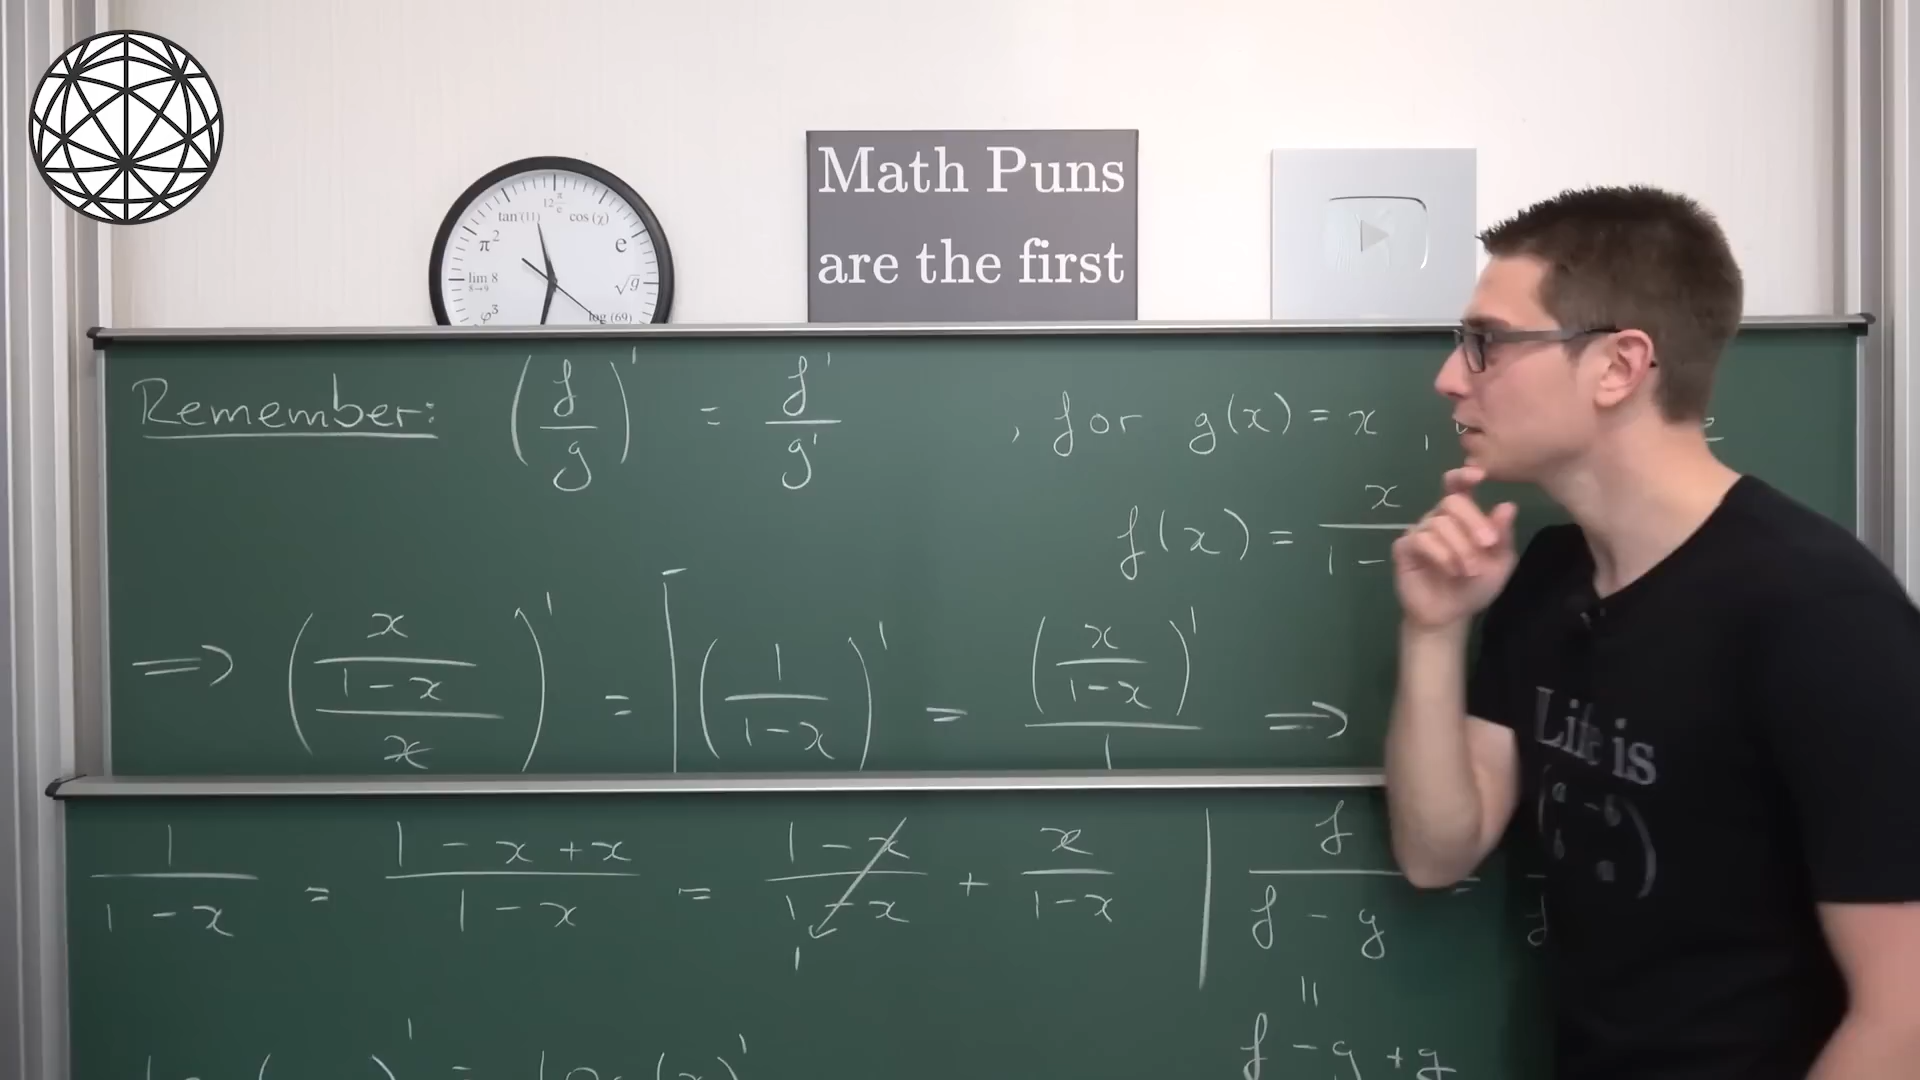 12^{π/e}
tan(11) cos(χ)
π² e
lim 8 √g
8→9
φ³ log(69)
Math Puns
are the first
Remember: (f/g)' = f'/g' , for g(x) = x ,
f(x) = x/(1 -
⟹ ((x/(1-x))/x)' = (1/(1-x))' = (x/(1-x))'/1 ⟹
1/(1-x) = (1-x+x)/(1-x) = (1-x)/(1-x) + x/(1-x) | f/(f-g) =
1
=
f - g + g
Life is
(a -b
b a)